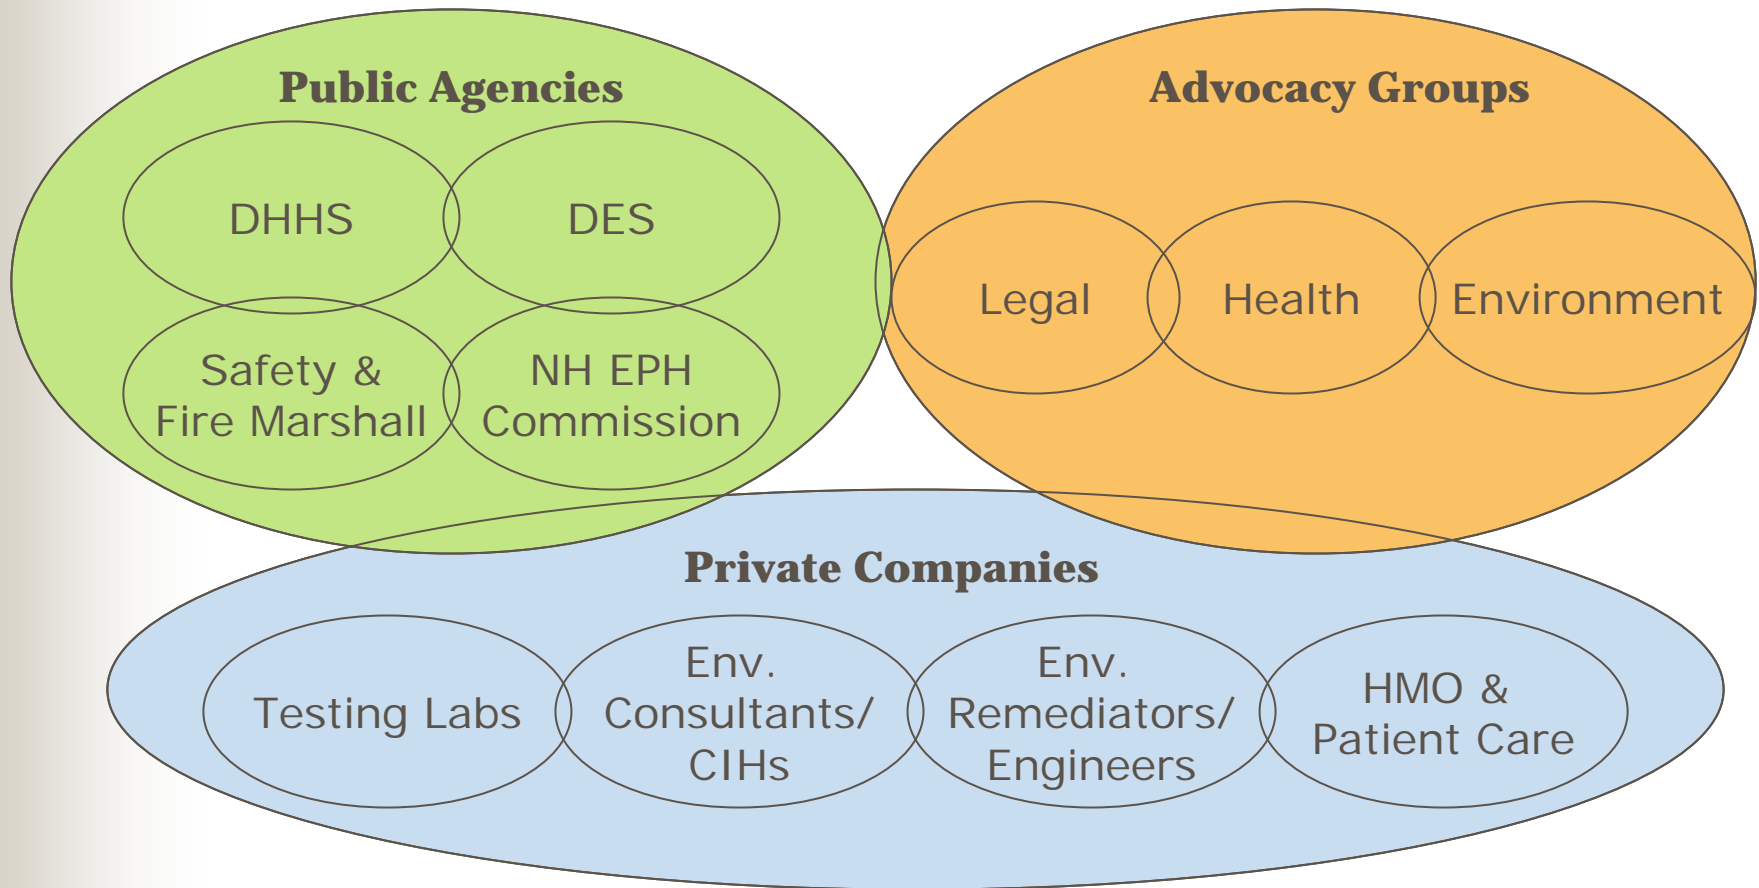 Public Agencies
DHHS
DES
Safety &
Fire Marshall
NH EPH
Commission
Advocacy Groups
Legal
Health
Environment
Private Companies
Testing Labs
Env.
Consultants/
CIHs
Env.
Remediators/
Engineers
HMO &
Patient Care